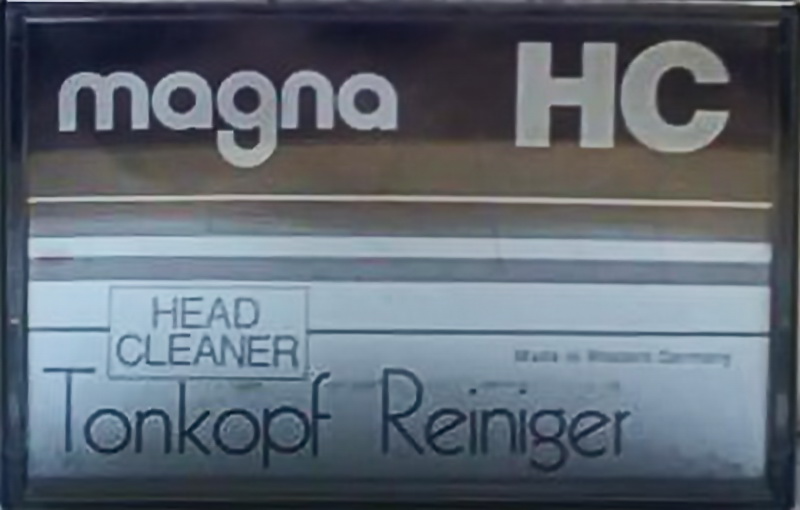 magna HC
HEAD
CLEANER
Made in Western Germany
Tonkopf Reiniger